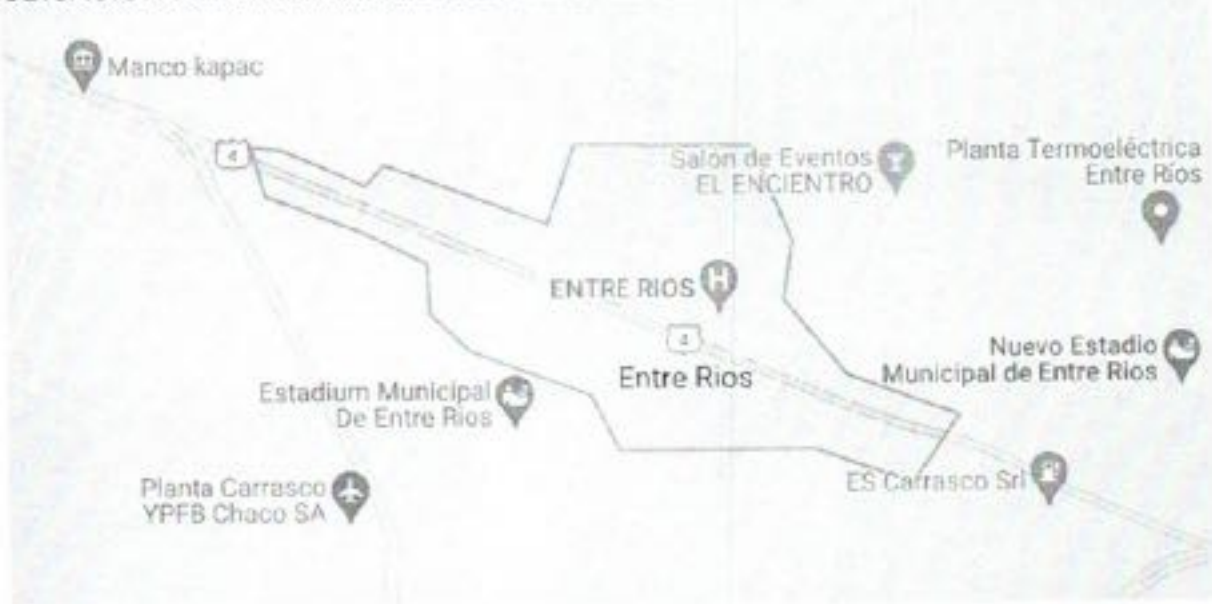 Manco kapac
4
Salón de Eventos
EL ENCIENTRO
Planta Termoeléctrica
Entre Ríos
ENTRE RIOS
H
4
Entre Rios
Nuevo Estadio
Municipal de Entre Rios
Estadium Municipal
De Entre Rios
ES Carrasco Srl
Planta Carrasco
YPFB Chaco SA